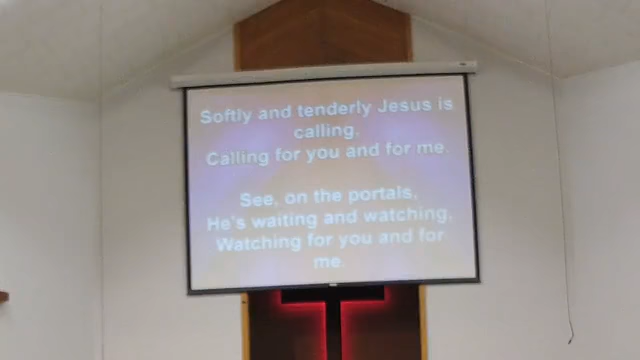 Softly and tenderly Jesus is
calling,
Calling for you and for me.
See, on the portals,
He's waiting and watching,
Watching for you and for
me.